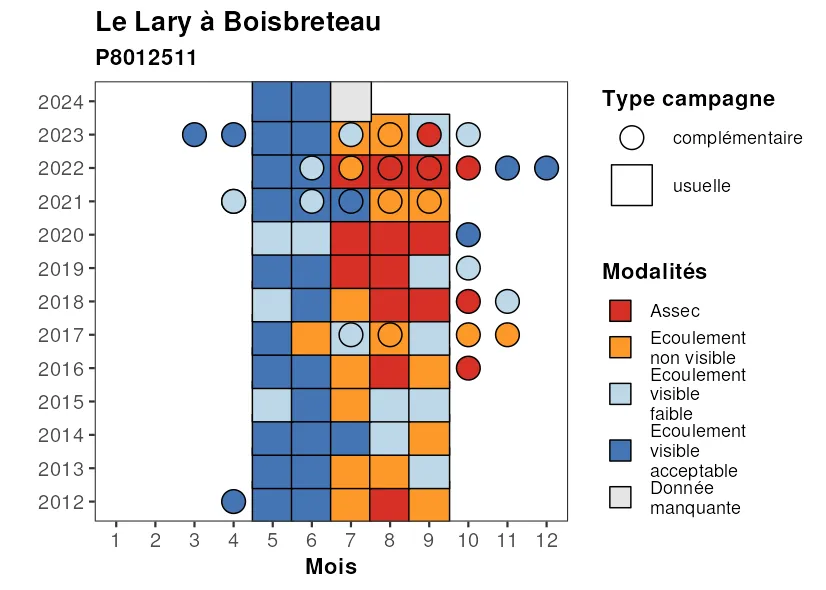 Le Lary à Boisbreteau
P8012511
2024
2023
2022
2021
2020
2019
2018
2017
2016
2015
2014
2013
2012
1 2 3 4 5 6 7 8 9 10 11 12
Mois
Type campagne
complémentaire
usuelle
Modalités
Assec
Ecoulement
non visible
Ecoulement
visible
faible
Ecoulement
visible
acceptable
Donnée
manquante